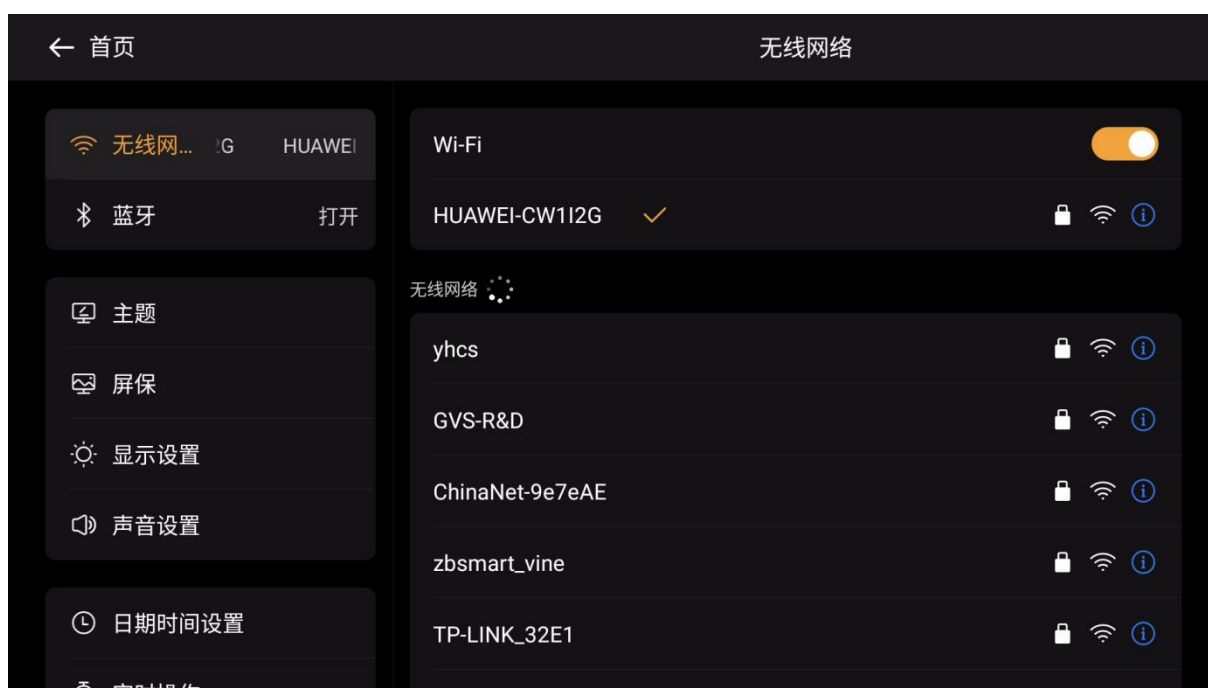 首页
无线网络
无线网... 2G HUAWEI
蓝牙 打开
主题
屏保
显示设置
声音设置
日期时间设置
Wi-Fi
HUAWEI-CW1I2G
无线网络
yhcs
GVS-R&D
ChinaNet-9e7eAE
zbsmart_vine
TP-LINK_32E1